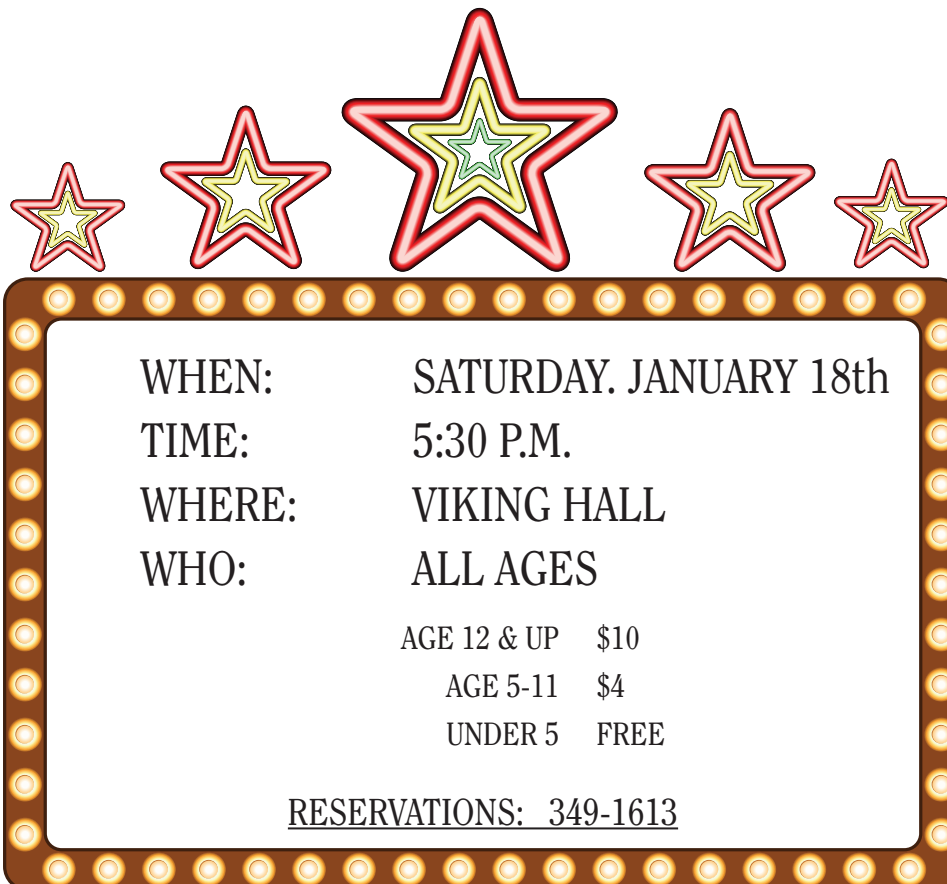 WHEN: SATURDAY. JANUARY 18th
TIME: 5:30 P.M.
WHERE: VIKING HALL
WHO: ALL AGES
AGE 12 & UP $10
AGE 5-11 $4
UNDER 5 FREE
RESERVATIONS: 349-1613